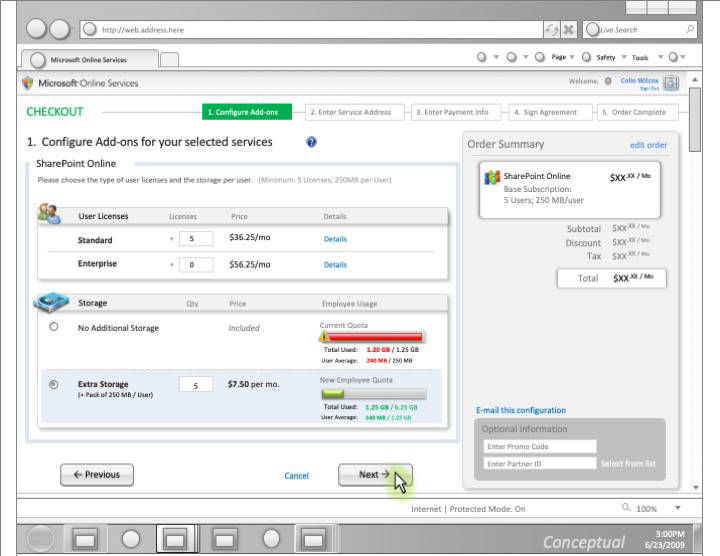 http://web.address.here
Live Search
Microsoft Online Services
Page
Safety
Tools
Microsoft Online Services
Welcome,
Colin Wilcox
Sign Out
CHECKOUT
1. Configure Add-ons
2. Enter Service Address
3. Enter Payment Info
4. Sign Agreement
5. Order Complete
1. Configure Add-ons for your selected services
?
SharePoint Online
Please choose the type of user licenses and the storage per user. (Minimum: 5 Licenses; 250MB per User)
User Licenses Licenses Price Details
Standard + 5 $36.25/mo Details
Enterprise + 0 $56.25/mo Details
Storage Qty Price Employee Usage
No Additional Storage Included Current Quota
Total Used: 1.20 GB / 1.25 GB
User Average: 240 MB / 250 MB
Extra Storage 5 $7.50 per mo. New Employee Quota
(+ Pack of 250 MB / User)
Total Used: 1.25 GB / 6.25 GB
User Average: 240 MB / 1.25 GB
← Previous
Cancel
Next →
Order Summary
edit order
SharePoint Online $XX.XX / Mo
Base Subscription:
5 Users; 250 MB/user
Subtotal $XX.XX / Mo
Discount $XX.XX / Mo
Tax $XX.XX / Mo
Total $XX.XX / Mo
E-mail this configuration
Optional Information
Enter Promo Code
Enter Partner ID
Select from list
Internet | Protected Mode: On
100%
Conceptual
3:00PM
6/23/2009